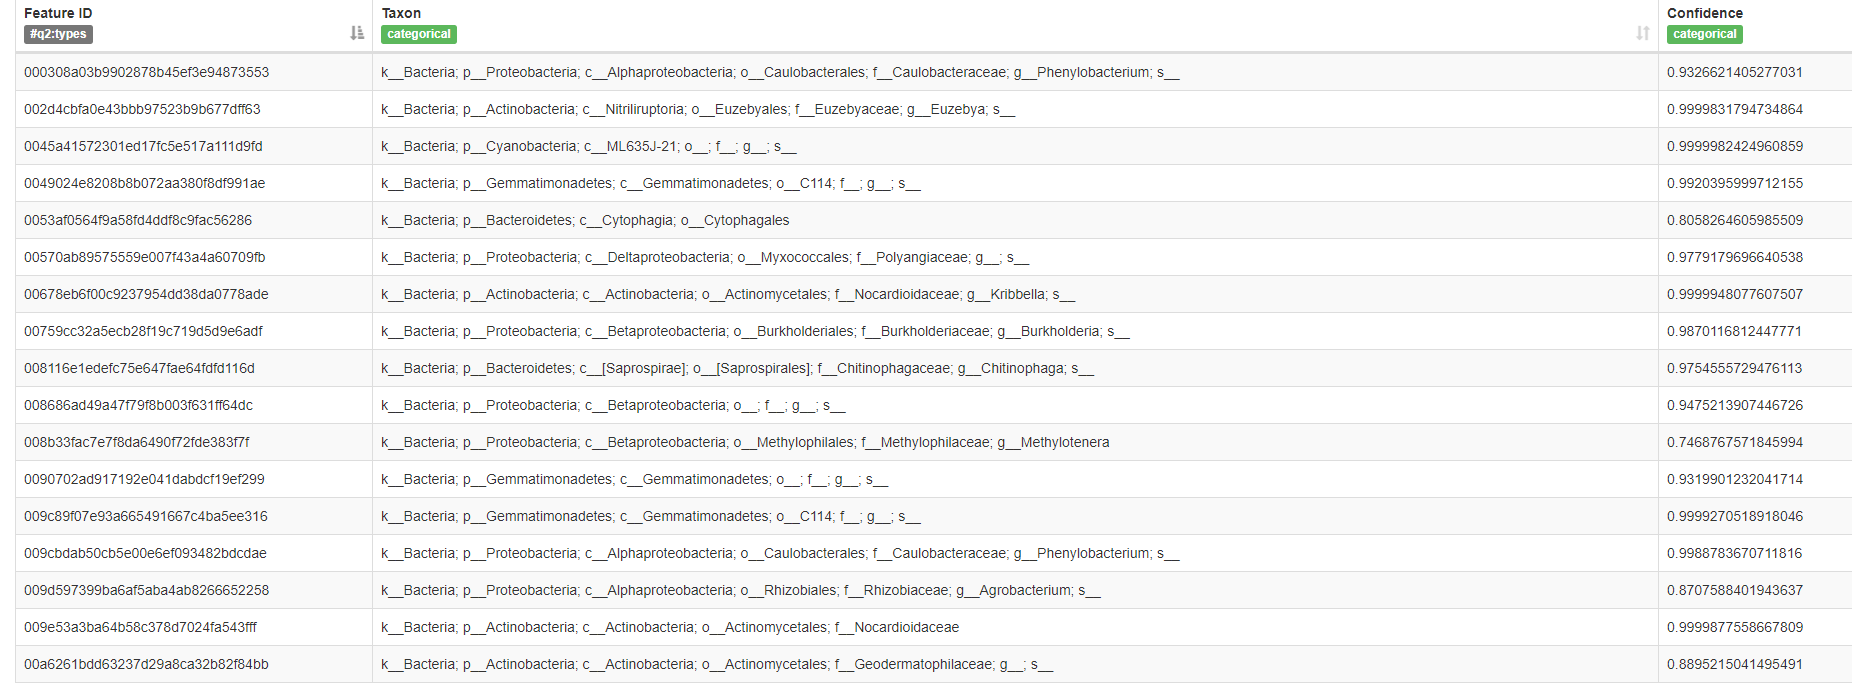 Feature ID Taxon Confidence
#q2:types categorical categorical
000308a03b9902878b45ef3e94873553 k__Bacteria; p__Proteobacteria; c__Alphaproteobacteria; o__Caulobacterales; f__Caulobacteraceae; g__Phenylobacterium; s__ 0.9326621405277031
002d4cbfa0e43bbb97523b9b677dff63 k__Bacteria; p__Actinobacteria; c__Nitriliruptoria; o__Euzebyales; f__Euzebyaceae; g__Euzebya; s__ 0.9999831794734864
0045a41572301ed17fc5e517a111d9fd k__Bacteria; p__Cyanobacteria; c__ML635J-21; o__; f__; g__; s__ 0.9999982424960859
0049024e8208b8b072aa380f8df991ae k__Bacteria; p__Gemmatimonadetes; c__Gemmatimonadetes; o__C114; f__; g__; s__ 0.9920395999712155
0053af0564f9a58fd4ddf8c9fac56286 k__Bacteria; p__Bacteroidetes; c__Cytophagia; o__Cytophagales 0.8058264605985509
00570ab89575559e007f43a4a60709fb k__Bacteria; p__Proteobacteria; c__Deltaproteobacteria; o__Myxococcales; f__Polyangiaceae; g__; s__ 0.9779179696640538
00678eb6f00c9237954dd38da0778ade k__Bacteria; p__Actinobacteria; c__Actinobacteria; o__Actinomycetales; f__Nocardioidaceae; g__Kribbella; s__ 0.9999948077607507
00759cc32a5ecb28f19c719d5d9e6adf k__Bacteria; p__Proteobacteria; c__Betaproteobacteria; o__Burkholderiales; f__Burkholderiaceae; g__Burkholderia; s__ 0.9870116812447771
008116e1edefc75e647fae64fdfd116d k__Bacteria; p__Bacteroidetes; c__[Saprospirae]; o__[Saprospirales]; f__Chitinophagaceae; g__Chitinophaga; s__ 0.9754555729476113
008686ad49a47f79f8b003f631ff64dc k__Bacteria; p__Proteobacteria; c__Betaproteobacteria; o__; f__; g__; s__ 0.9475213907446726
008b33fac7e7f8da6490f72fde383f7f k__Bacteria; p__Proteobacteria; c__Betaproteobacteria; o__Methylophilales; f__Methylophilaceae; g__Methylotenera 0.7468767571845994
0090702ad917192e041dabdcf19ef299 k__Bacteria; p__Gemmatimonadetes; c__Gemmatimonadetes; o__; f__; g__; s__ 0.9319901232041714
009c89f07e93a665491667c4ba5ee316 k__Bacteria; p__Gemmatimonadetes; c__Gemmatimonadetes; o__C114; f__; g__; s__ 0.9999270518918046
009cbdab50cb5e00e6ef093482bdcdae k__Bacteria; p__Proteobacteria; c__Alphaproteobacteria; o__Caulobacterales; f__Caulobacteraceae; g__Phenylobacterium; s__ 0.9988783670711816
009d597399ba6af5aba4ab8266652258 k__Bacteria; p__Proteobacteria; c__Alphaproteobacteria; o__Rhizobiales; f__Rhizobiaceae; g__Agrobacterium; s__ 0.8707588401943637
009e53a3ba64b58c378d7024fa543fff k__Bacteria; p__Actinobacteria; c__Actinobacteria; o__Actinomycetales; f__Nocardioidaceae 0.9999877558667809
00a6261bdd63237d29a8ca32b82f84bb k__Bacteria; p__Actinobacteria; c__Actinobacteria; o__Actinomycetales; f__Geodermatophilaceae; g__; s__ 0.8895215041495491